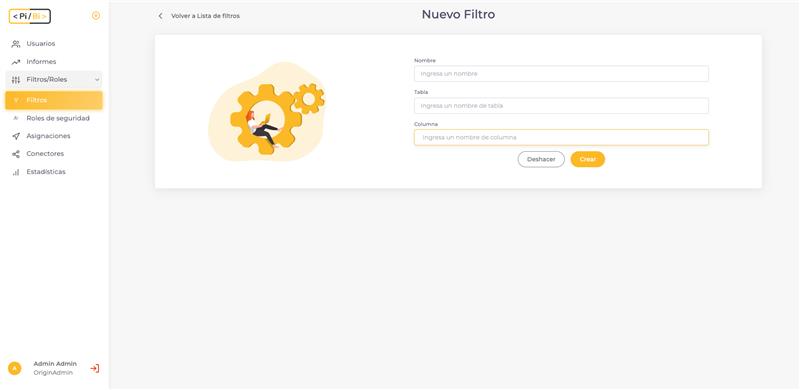 < Pi / Bi >
Usuarios
Informes
Filtros/Roles
Filtros
Roles de seguridad
Asignaciones
Conectores
Estadísticas
Admin Admin
OriginAdmin
A
Volver a Lista de filtros
Nuevo Filtro
Nombre
Ingresa un nombre
Tabla
Ingresa un nombre de tabla
Columna
Ingresa un nombre de columna
Deshacer
Crear